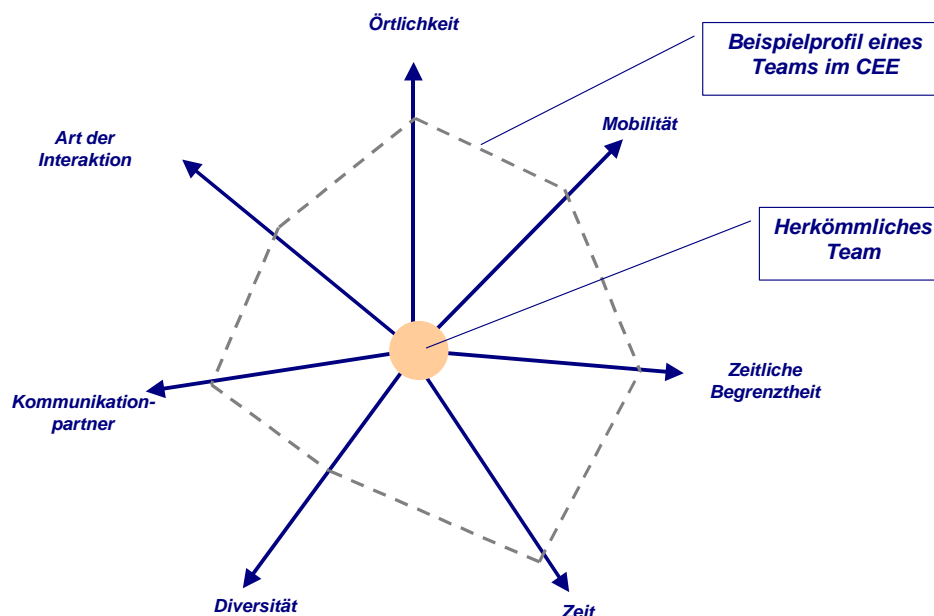 Örtlichkeit
Beispielprofil eines
Teams im CEE
Mobilität
Art der
Interaktion
Herkömmliches
Team
Zeitliche
Begrenztheit
Kommunikation-
partner
Diversität
Zeit